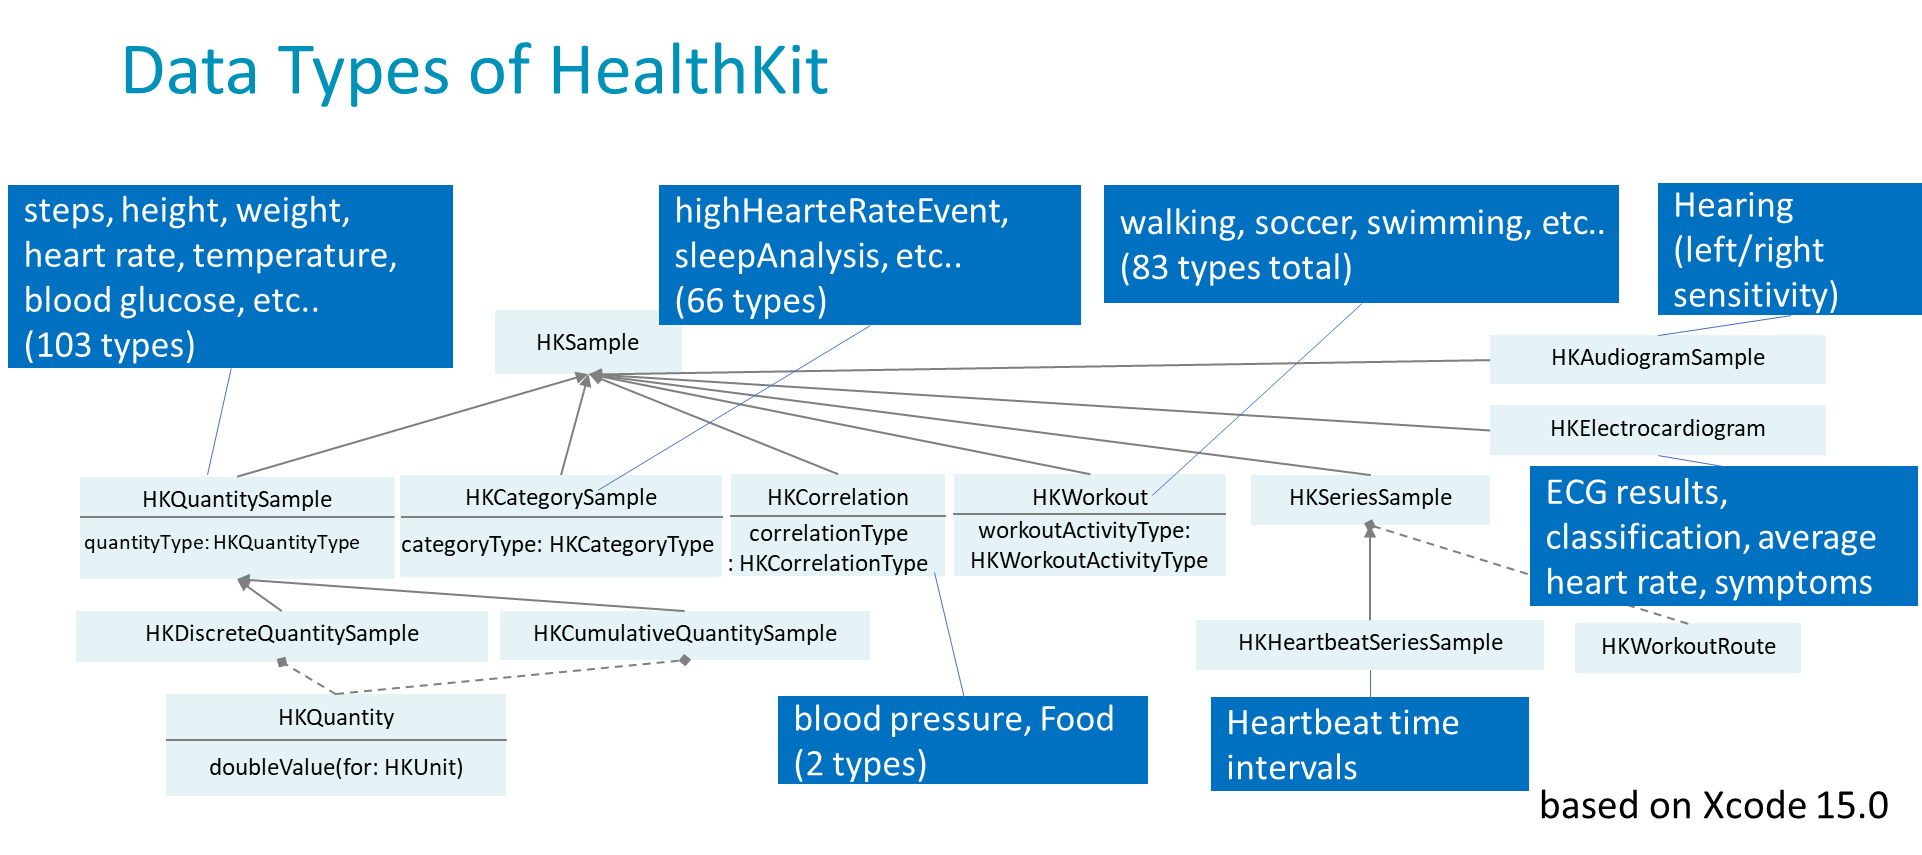 Data Types of HealthKit
steps, height, weight,
heart rate, temperature,
blood glucose, etc..
(103 types)
highHearteRateEvent,
sleepAnalysis, etc..
(66 types)
walking, soccer, swimming, etc..
(83 types total)
Hearing
(left/right
sensitivity)
HKSample
HKAudiogramSample
HKElectrocardiogram
HKQuantitySample
quantityType: HKQuantityType
HKCategorySample
categoryType: HKCategoryType
HKCorrelation
correlationType
: HKCorrelationType
HKWorkout
workoutActivityType:
HKWorkoutActivityType
HKSeriesSample
ECG results,
classification, average
heart rate, symptoms
HKDiscreteQuantitySample
HKCumulativeQuantitySample
HKHeartbeatSeriesSample
HKWorkoutRoute
HKQuantity
doubleValue(for: HKUnit)
blood pressure, Food
(2 types)
Heartbeat time
intervals
based on Xcode 15.0